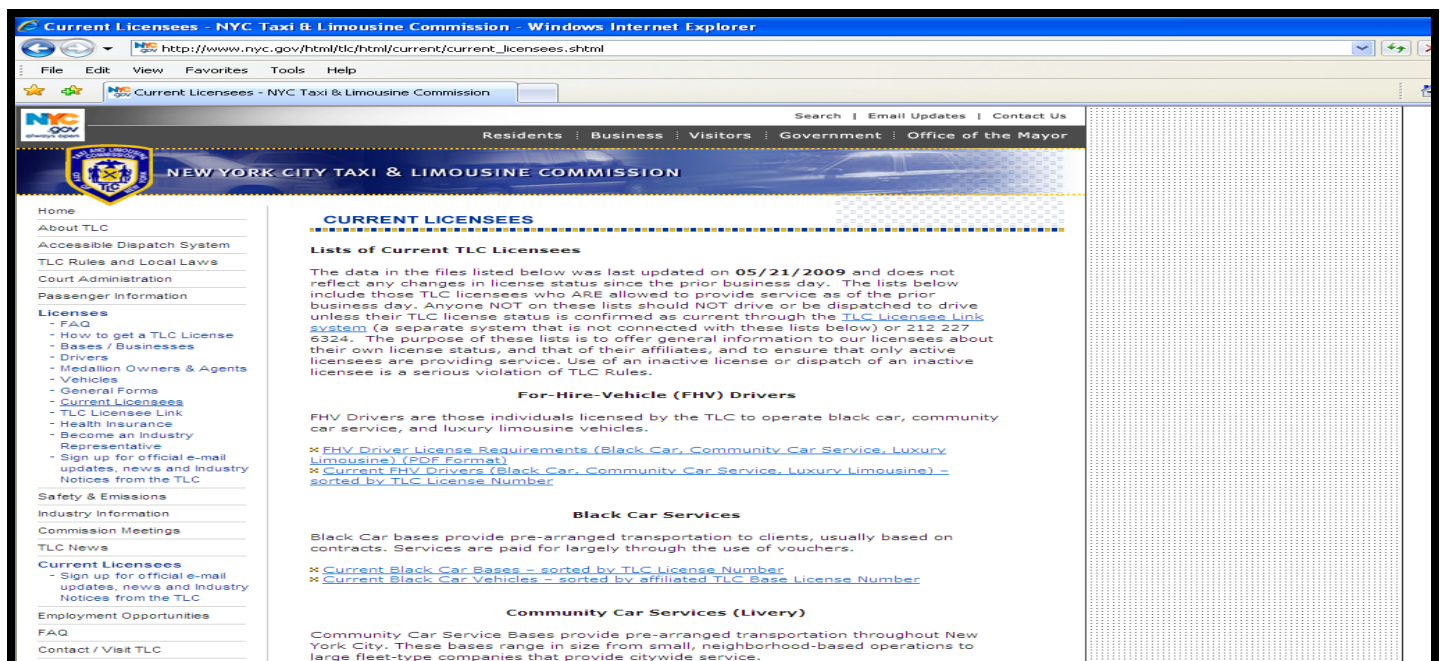 Current Licensees - NYC Taxi & Limousine Commission - Windows Internet Explorer
http://www.nyc.gov/html/tlc/html/current/current_licensees.shtml
File Edit View Favorites Tools Help
Current Licensees - NYC Taxi & Limousine Commission
NYC
.gov
always open
Search | Email Updates | Contact Us
Residents Business Visitors Government Office of the Mayor
NEW YORK CITY TAXI & LIMOUSINE COMMISSION
Home
About TLC
Accessible Dispatch System
TLC Rules and Local Laws
Court Administration
Passenger Information
Licenses
- FAQ
- How to get a TLC License
- Bases / Businesses
- Drivers
- Medallion Owners & Agents
- Vehicles
- General Forms
- Current Licensees
- TLC Licensee Link
- Health Insurance
- Become an Industry
Representative
- Sign up for official e-mail
updates, news and Industry
Notices from the TLC
Safety & Emissions
Industry Information
Commission Meetings
TLC News
Current Licensees
- Sign up for official e-mail
updates, news and Industry
Notices from the TLC
Employment Opportunities
FAQ
Contact / Visit TLC
CURRENT LICENSEES
Lists of Current TLC Licensees
The data in the files listed below was last updated on 05/21/2009 and does not
reflect any changes in license status since the prior business day. The lists below
include those TLC licensees who ARE allowed to provide service as of the prior
business day. Anyone NOT on these lists should NOT drive or be dispatched to drive
unless their TLC license status is confirmed as current through the TLC Licensee Link
system (a separate system that is not connected with these lists below) or 212 227
6324. The purpose of these lists is to offer general information to our licensees about
their own license status, and that of their affiliates, and to ensure that only active
licensees are providing service. Use of an inactive license or dispatch of an inactive
licensee is a serious violation of TLC Rules.
For-Hire-Vehicle (FHV) Drivers
FHV Drivers are those individuals licensed by the TLC to operate black car, community
car service, and luxury limousine vehicles.
FHV Driver License Requirements (Black Car, Community Car Service, Luxury
Limousine) (PDF Format)
Current FHV Drivers (Black Car, Community Car Service, Luxury Limousine) –
sorted by TLC License Number
Black Car Services
Black Car bases provide pre-arranged transportation to clients, usually based on
contracts. Services are paid for largely through the use of vouchers.
Current Black Car Bases – sorted by TLC License Number
Current Black Car Vehicles – sorted by affiliated TLC Base License Number
Community Car Services (Livery)
Community Car Service Bases provide pre-arranged transportation throughout New
York City. These bases range in size from small, neighborhood-based operations to
large fleet-type companies that provide citywide service.